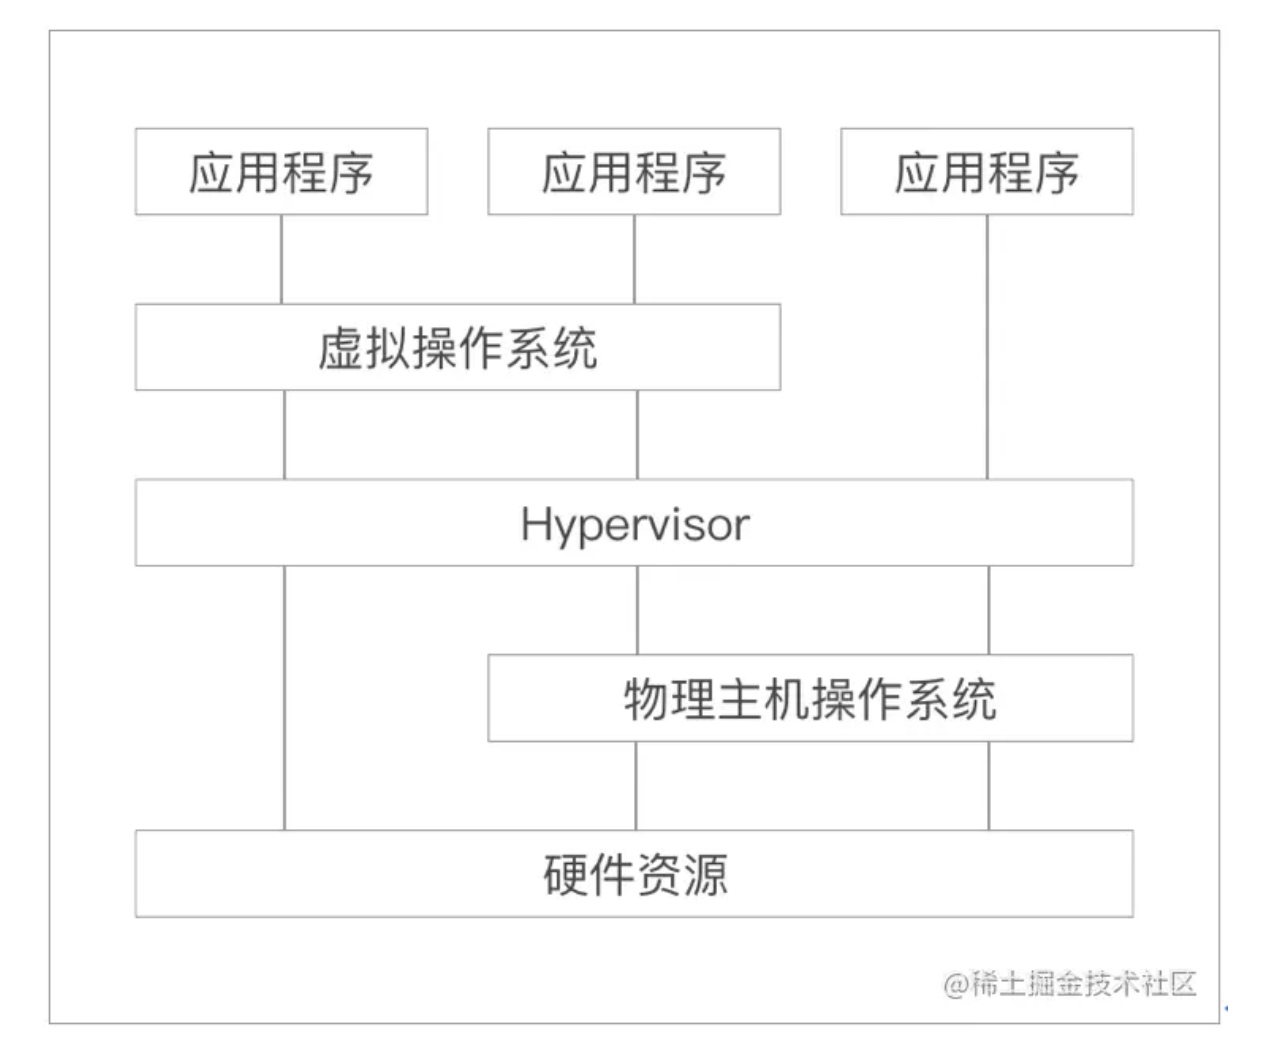 应用程序 应用程序 应用程序
虚拟操作系统
Hypervisor
物理主机操作系统
硬件资源
@稀土掘金技术社区